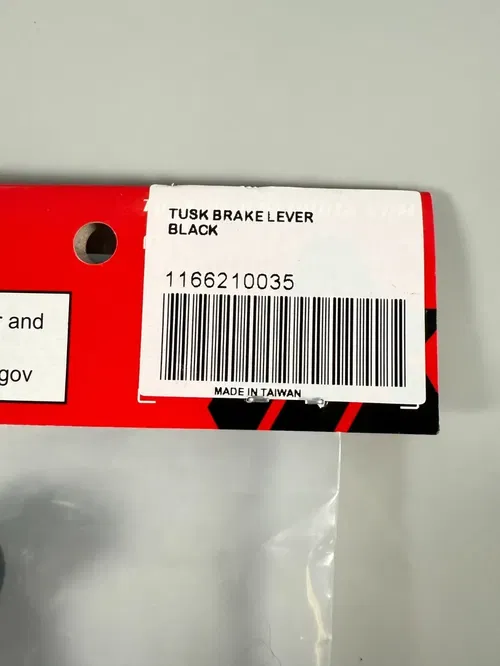 TUSK BRAKE LEVER
BLACK
1166210035
MADE IN TAIWAN
r and
gov